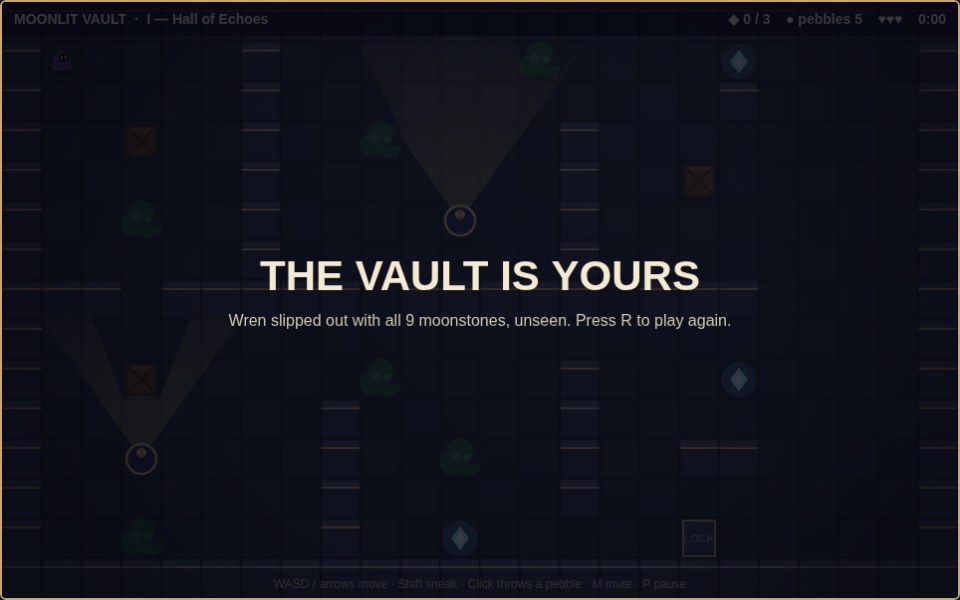 MOONLIT VAULT · I — Hall of Echoes
◆ 0 / 3 ● pebbles 5 ♥♥♥ 0:00
THE VAULT IS YOURS
Wren slipped out with all 9 moonstones, unseen. Press R to play again.
LOCK
WASD / arrows move · Shift sneak · Click throws a pebble · M mute · P pause